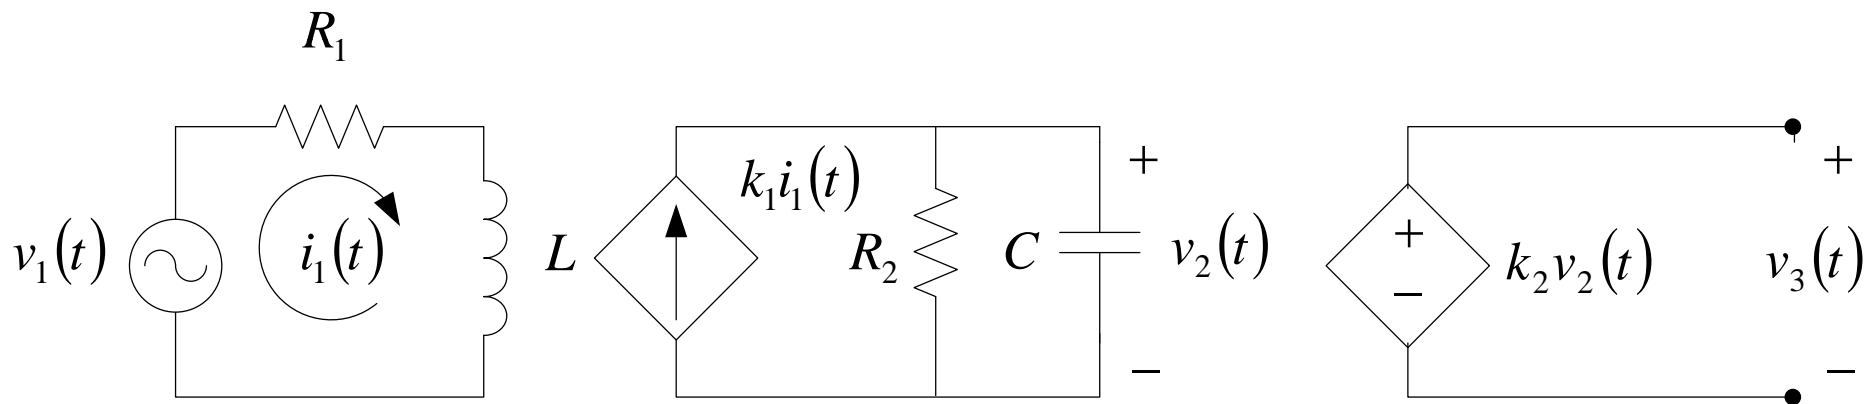 R₁
v₁(t)
i₁(t)
L
k₁i₁(t)
R₂
C
+
v₂(t)
−
+
−
k₂v₂(t)
+
v₃(t)
−